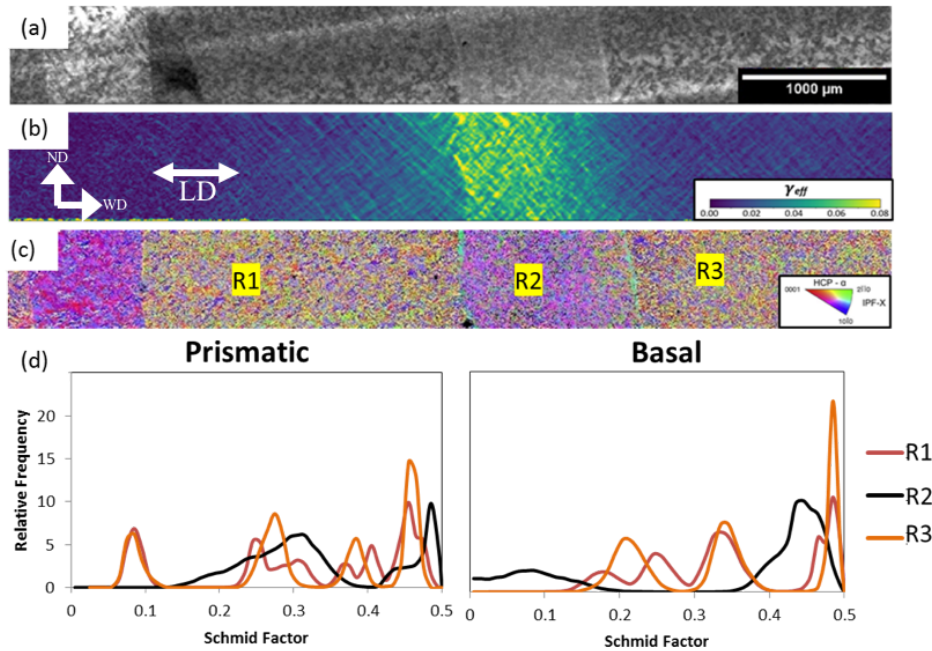 (a)
1000 µm
(b)
ND
WD
LD
γeff
0.00 0.02 0.04 0.06 0.08
(c)
R1
R2
R3
HCP - α
0001
IPF-X
(d)
Prismatic
Basal
Relative Frequency
20
15
10
5
0
0 0.1 0.2 0.3 0.4 0.5
Schmid Factor
0 0.1 0.2 0.3 0.4 0.5
Schmid Factor
R1
R2
R3